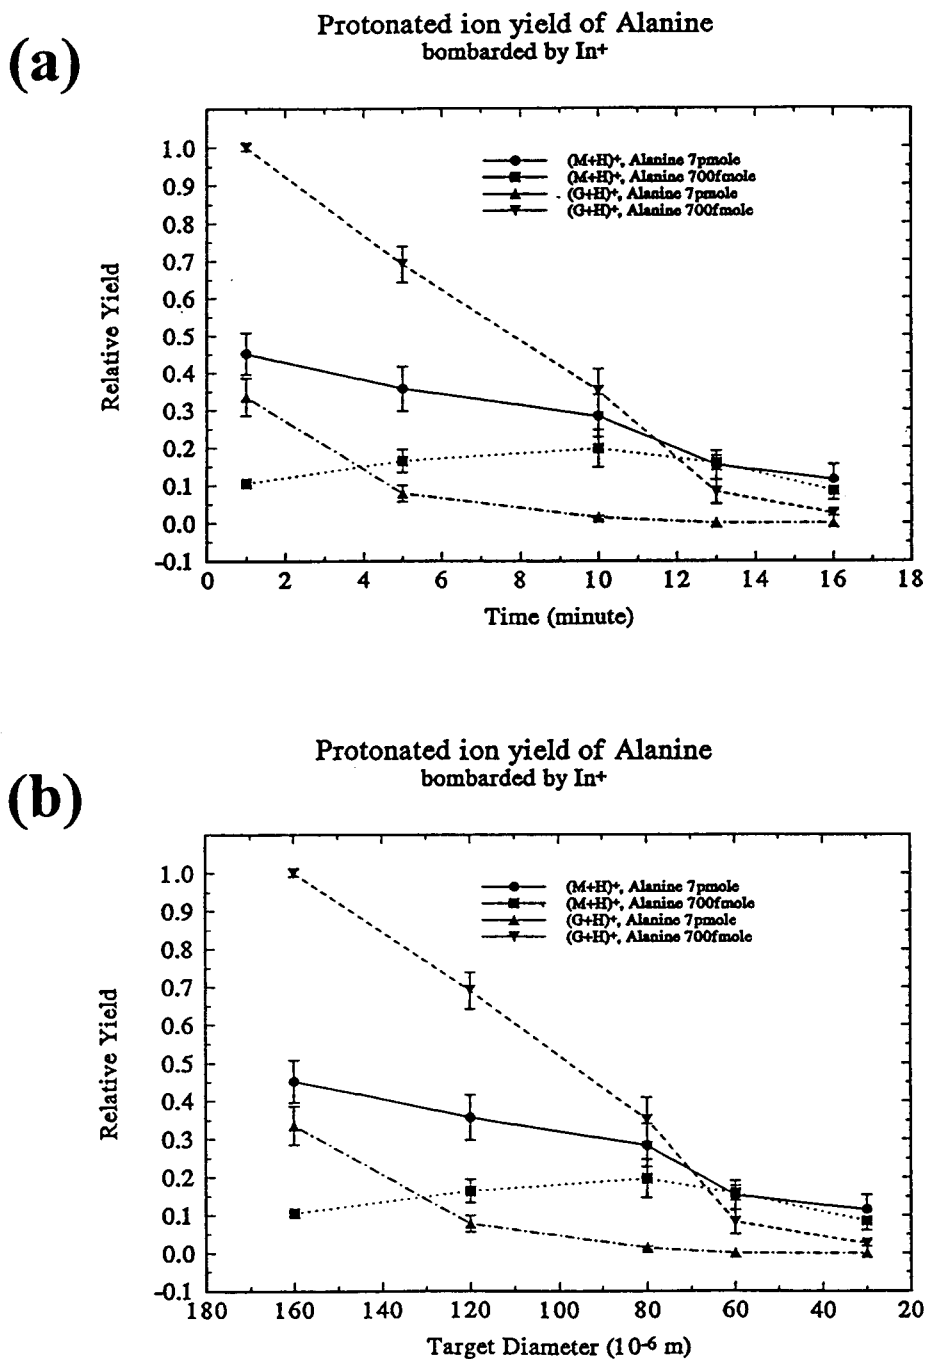 (a)
Protonated ion yield of Alanine
bombarded by In+
1.0
0.9
0.8
0.7
0.6
0.5
0.4
0.3
0.2
0.1
0.0
-0.1
Relative Yield
(M+H)+, Alanine 7pmole
(M+H)+, Alanine 700fmole
(G+H)+, Alanine 7pmole
(G+H)+, Alanine 700fmole
0 2 4 6 8 10 12 14 16 18
Time (minute)
(b)
Protonated ion yield of Alanine
bombarded by In+
1.0
0.9
0.8
0.7
0.6
0.5
0.4
0.3
0.2
0.1
0.0
-0.1
Relative Yield
(M+H)+, Alanine 7pmole
(M+H)+, Alanine 700fmole
(G+H)+, Alanine 7pmole
(G+H)+, Alanine 700fmole
180 160 140 120 100 80 60 40 20
Target Diameter (10-6 m)